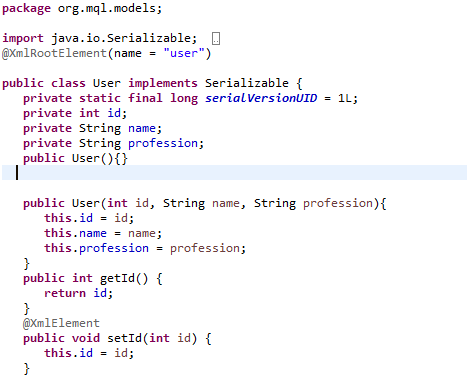 package org.mql.models;
import java.io.Serializable;
@XmlRootElement(name = "user")
public class User implements Serializable {
private static final long serialVersionUID = 1L;
private int id;
private String name;
private String profession;
public User(){}
public User(int id, String name, String profession){
this.id = id;
this.name = name;
this.profession = profession;
}
public int getId() {
return id;
}
@XmlElement
public void setId(int id) {
this.id = id;
}